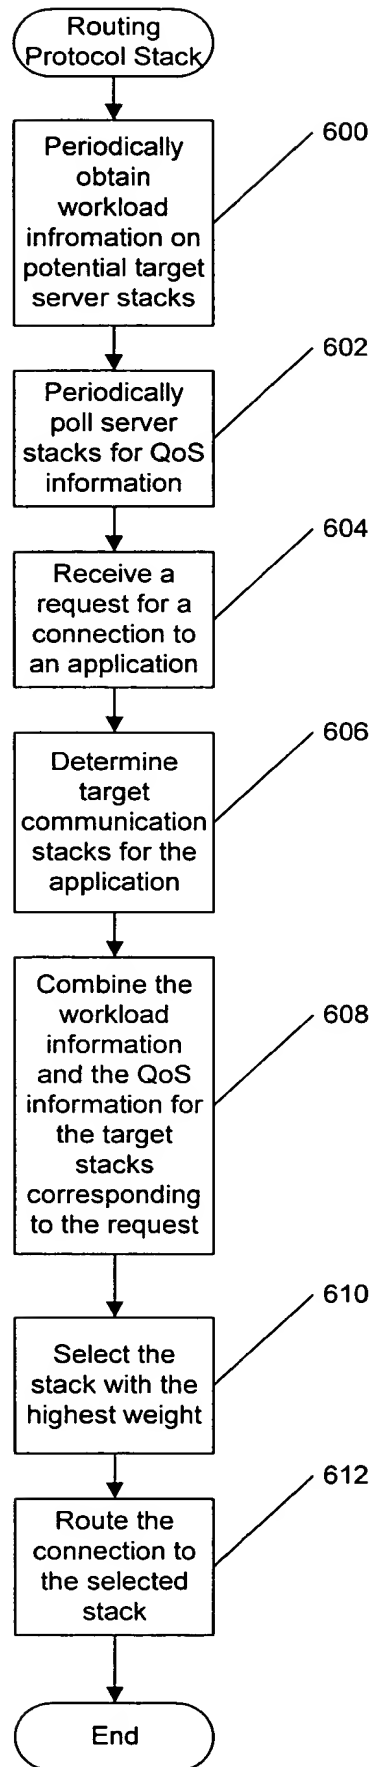 Routing
Protocol Stack
600
Periodically
obtain
workload
infromation on
potential target
server stacks
602
Periodically
poll server
stacks for QoS
information
604
Receive a
request for a
connection to
an application
606
Determine
target
communication
stacks for the
application
608
Combine the
workload
information
and the QoS
information for
the target
stacks
corresponding
to the request
610
Select the
stack with the
highest weight
612
Route the
connection to
the selected
stack
End